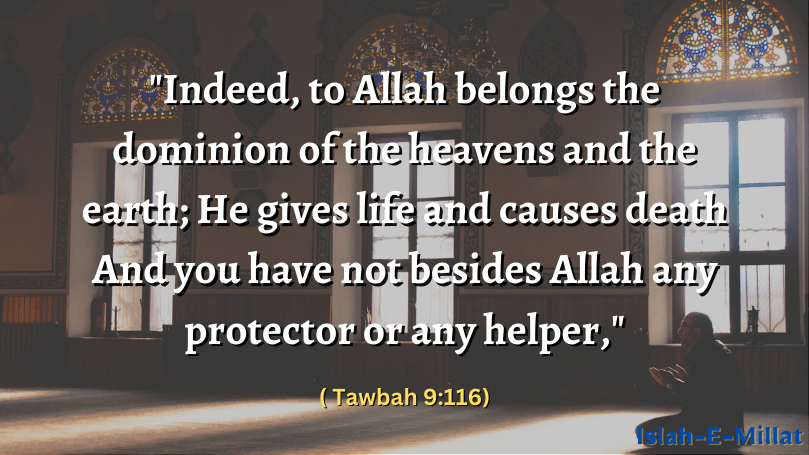 "Indeed, to Allah belongs the
dominion of the heavens and the
earth; He gives life and causes death
And you have not besides Allah any
protector or any helper,"
( Tawbah 9:116)
Islah-E-Millat